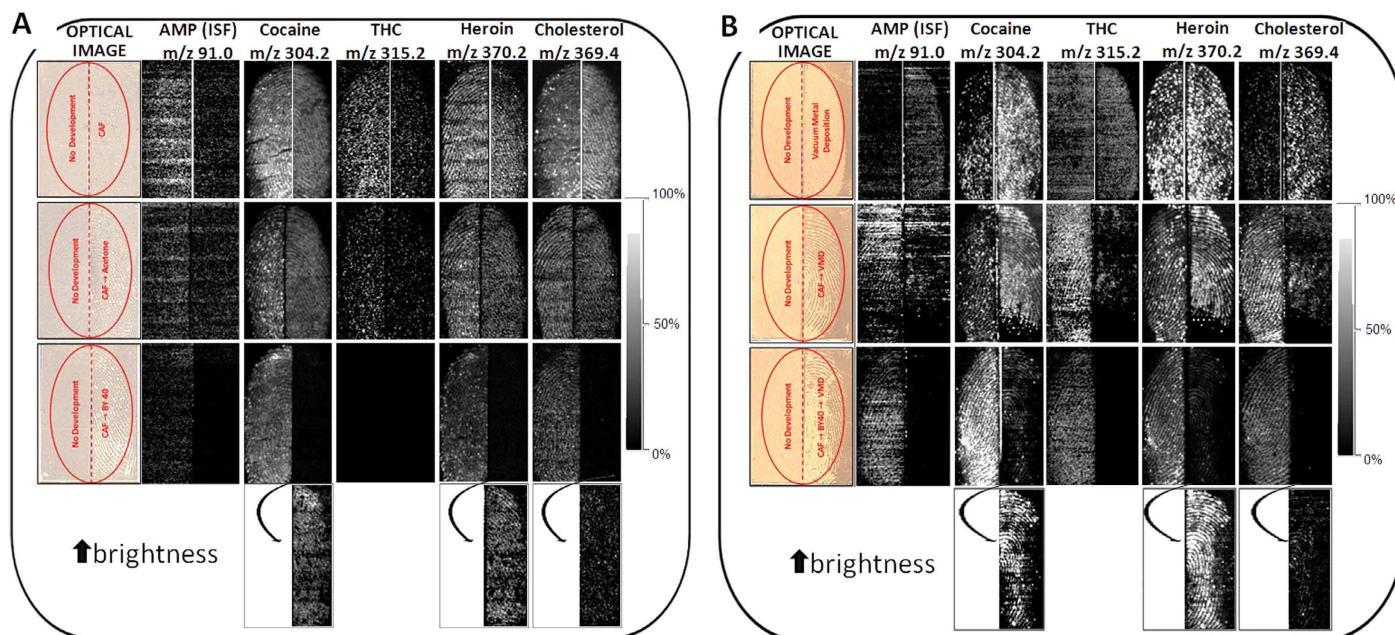 A
OPTICAL IMAGE
AMP (ISF) m/z 91.0
Cocaine m/z 304.2
THC m/z 315.2
Heroin m/z 370.2
Cholesterol m/z 369.4
No Development
CAF
No Development
CAF → Acetone
No Development
CAF → BY 40
100%
50%
0%
⬆brightness
B
OPTICAL IMAGE
AMP (ISF) m/z 91.0
Cocaine m/z 304.2
THC m/z 315.2
Heroin m/z 370.2
Cholesterol m/z 369.4
No Development
Vacuum Metal
Deposition
No Development
CAF → VMD
No Development
CAF → BY40 → VMD
100%
50%
0%
⬆brightness